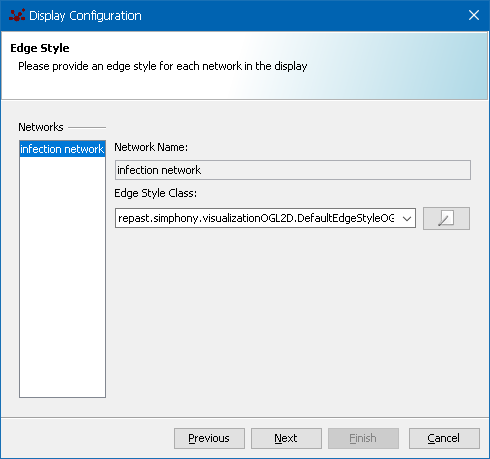 Display Configuration
Edge Style
Please provide an edge style for each network in the display
Networks
infection network
Network Name:
infection network
Edge Style Class:
repast.simphony.visualizationOGL2D.DefaultEdgeStyleOG
Previous
Next
Finish
Cancel